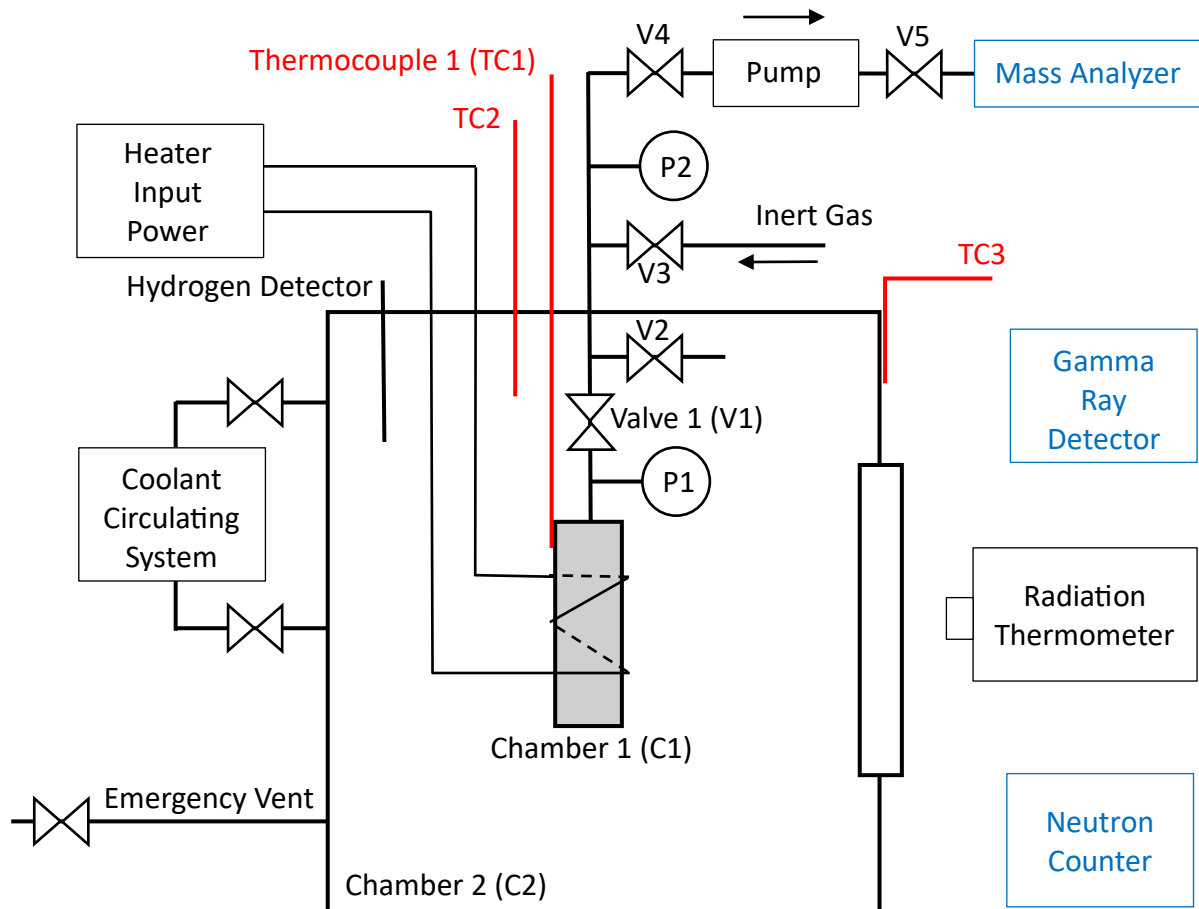 V4
Pump
V5
Mass Analyzer
Thermocouple 1 (TC1)
TC2
Heater
Input
Power
P2
Inert Gas
V3
TC3
Hydrogen Detector
V2
Valve 1 (V1)
Gamma
Ray
Detector
Coolant
Circulating
System
P1
Radiation
Thermometer
Chamber 1 (C1)
Emergency Vent
Neutron
Counter
Chamber 2 (C2)